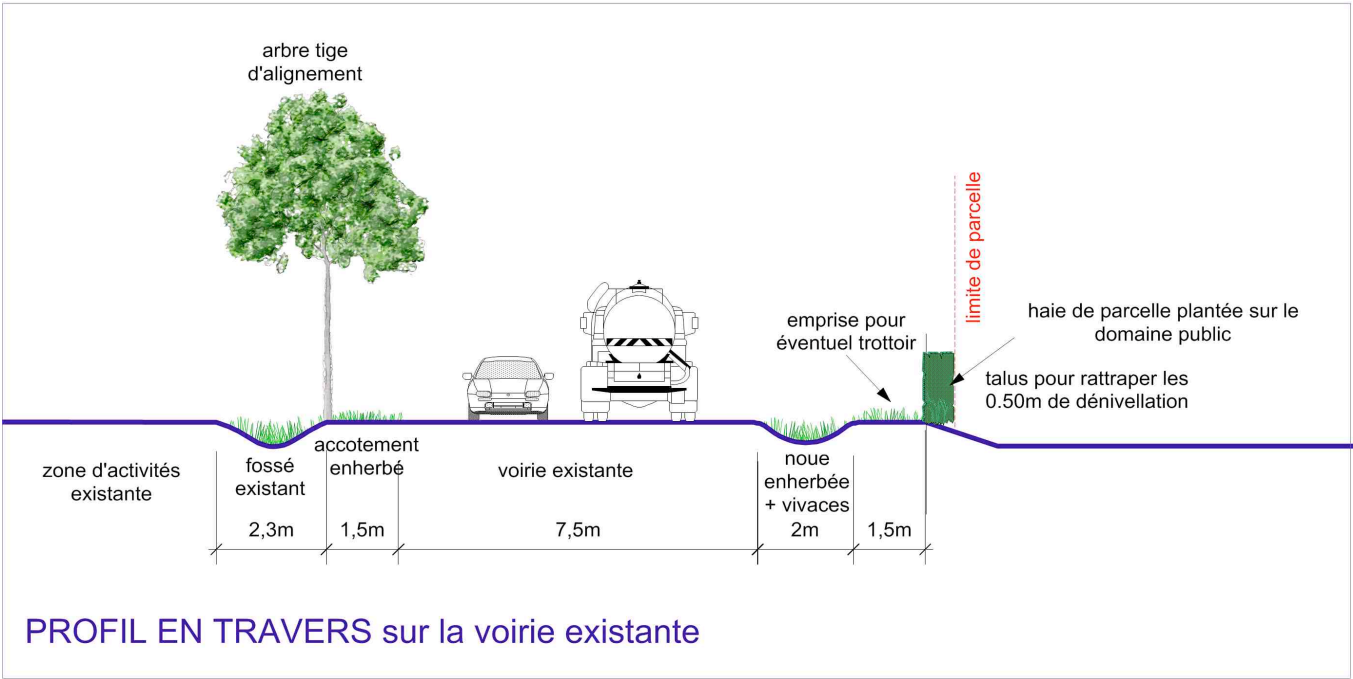 arbre tige
d'alignement
limite de parcelle
emprise pour
éventuel trottoir
haie de parcelle plantée sur le
domaine public
talus pour rattraper les
0.50m de dénivellation
zone d'activités
existante
fossé
existant
accotement
enherbé
voirie existante
noue
enherbée
+ vivaces
2,3m
1,5m
7,5m
2m
1,5m
PROFIL EN TRAVERS sur la voirie existante